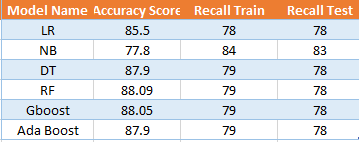 Model Name Accuracy Score Recall Train Recall Test
LR 85.5 78 78
NB 77.8 84 83
DT 87.9 79 78
RF 88.09 79 78
Gboost 88.05 79 78
Ada Boost 87.9 79 78